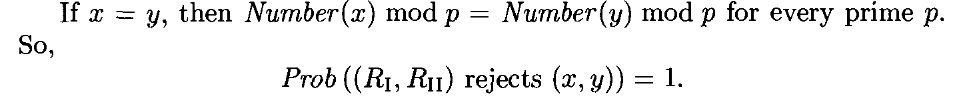 If x = y, then Number(x) mod p = Number(y) mod p for every prime p.
So,
Prob ((R_I, R_II) rejects (x, y)) = 1.